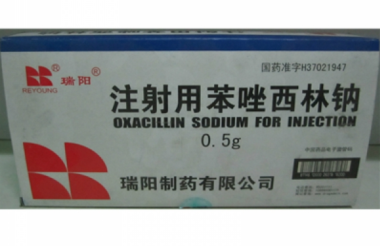 国药准字H37021947
瑞阳®
REYOUNG
注射用苯唑西林钠
OXACILLIN SODIUM FOR INJECTION
0.5g
瑞阳制药有限公司